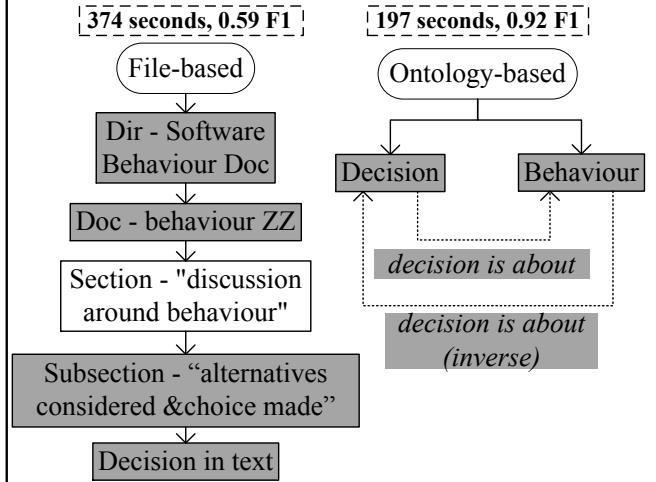 374 seconds, 0.59 F1
File-based
Dir - Software
Behaviour Doc
Doc - behaviour ZZ
Section - "discussion
around behaviour"
Subsection - “alternatives
considered &choice made”
Decision in text
197 seconds, 0.92 F1
Ontology-based
Decision
Behaviour
decision is about
decision is about
(inverse)